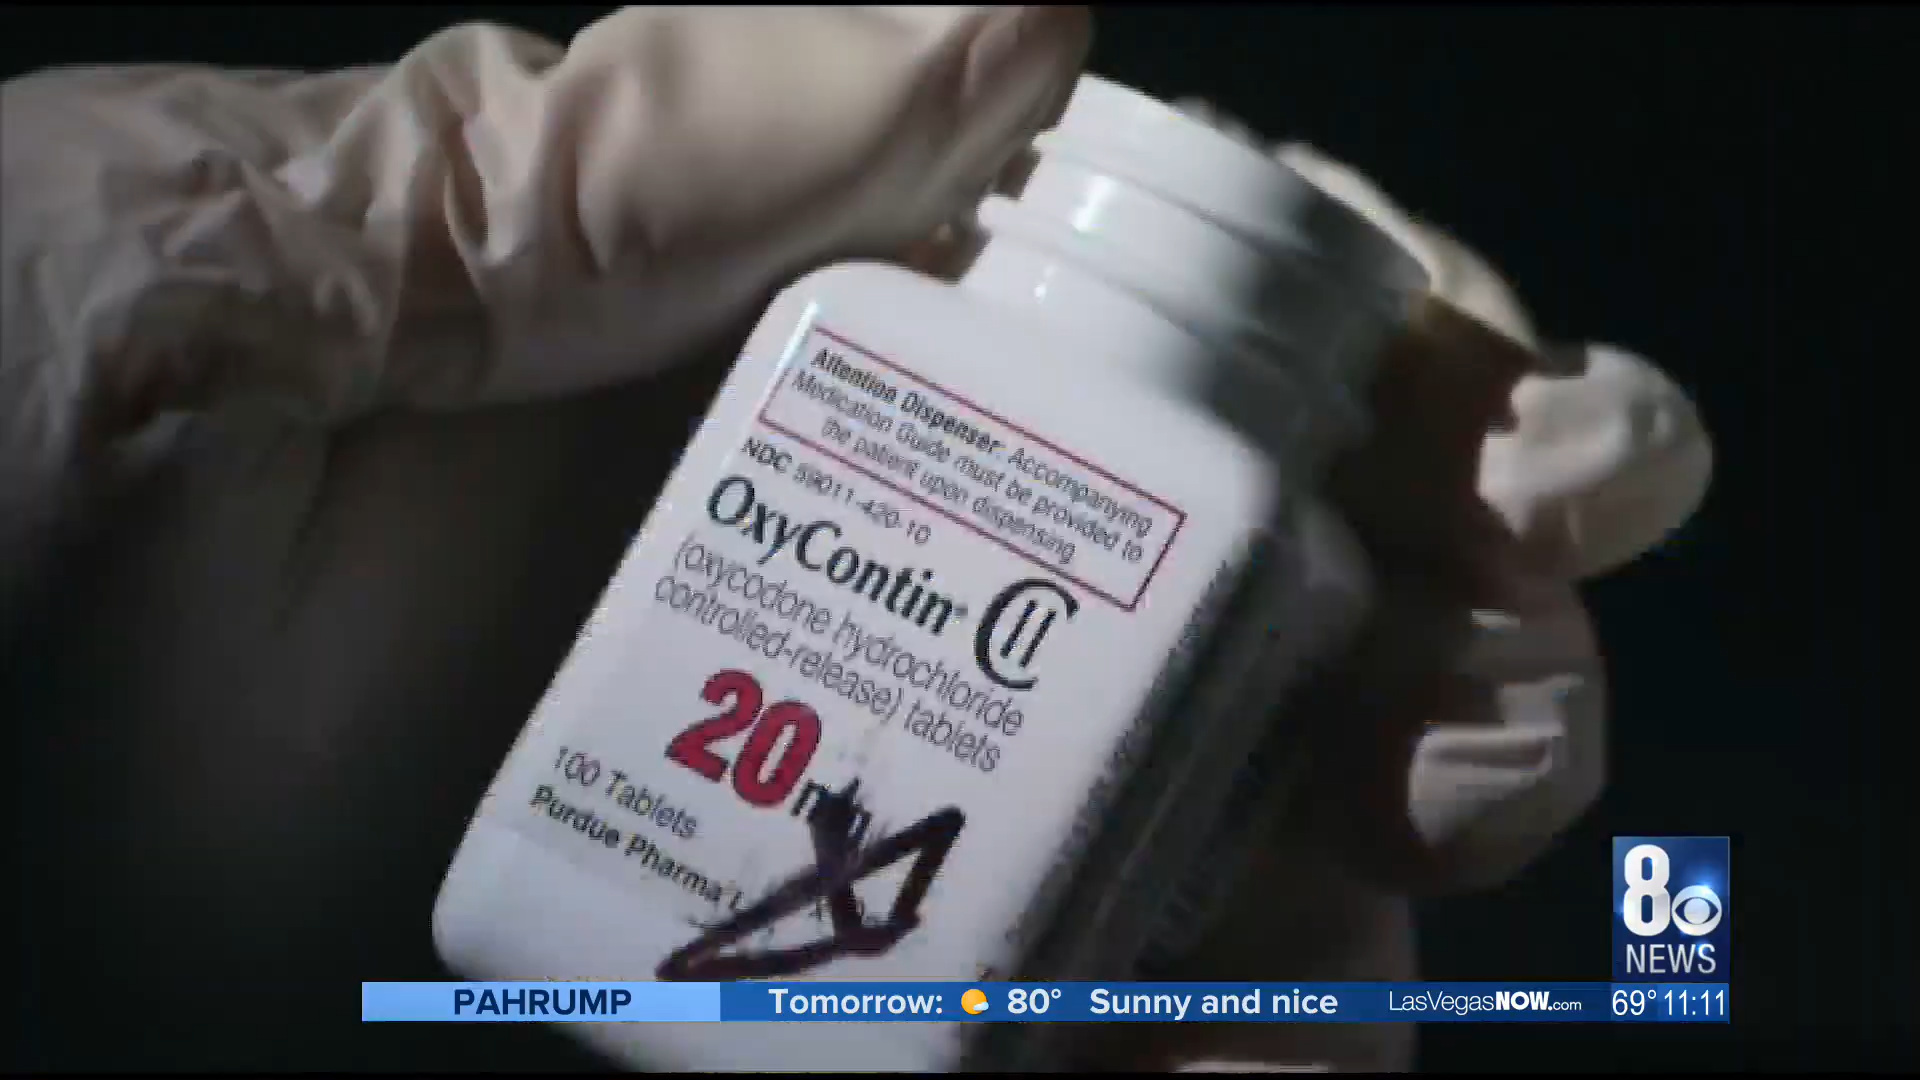 Attention Dispenser: Accompanying
Medication Guide must be provided to
the patient upon dispensing
NDC 59011-420-10
OxyContin®
CII
(oxycodone hydrochloride
controlled-release) tablets
20
100 Tablets
Purdue Pharma L
8
NEWS
PAHRUMP
Tomorrow: 80° Sunny and nice
LasVegasNOW.com
69° 11:11